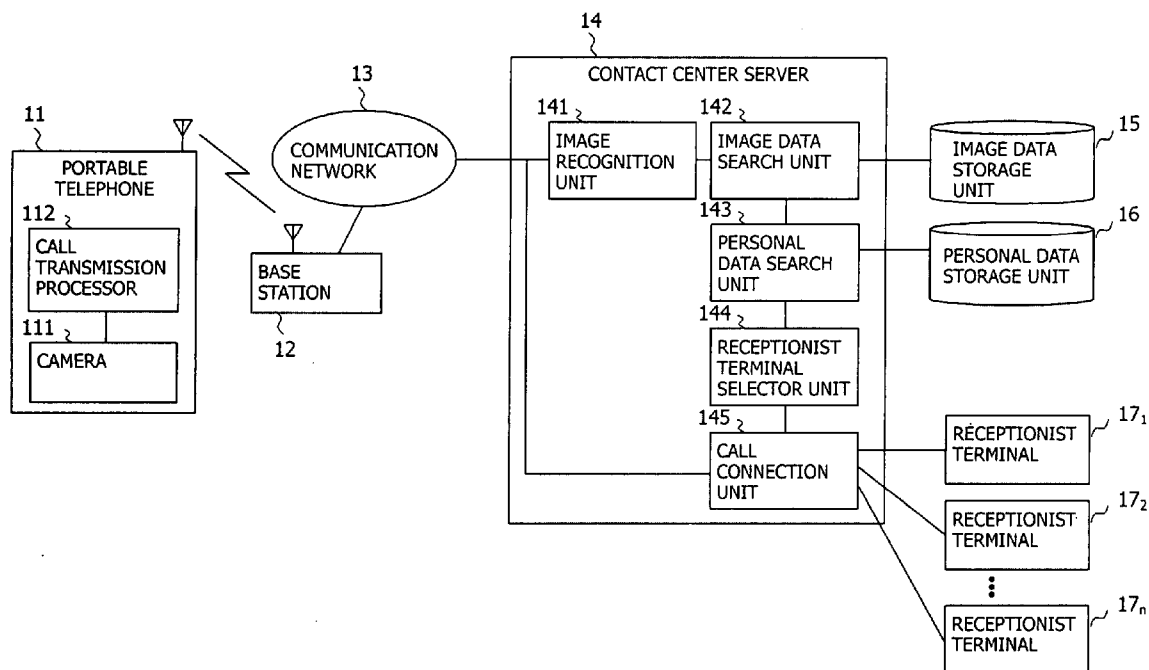 14
CONTACT CENTER SERVER
13
COMMUNICATION
NETWORK
11
PORTABLE
TELEPHONE
112
CALL
TRANSMISSION
PROCESSOR
111
CAMERA
BASE
STATION
12
141
IMAGE
RECOGNITION
UNIT
142
IMAGE DATA
SEARCH UNIT
15
IMAGE DATA
STORAGE
UNIT
143
PERSONAL
DATA SEARCH
UNIT
16
PERSONAL DATA
STORAGE UNIT
144
RECEPTIONIST
TERMINAL
SELECTOR UNIT
145
CALL
CONNECTION
UNIT
RECEPTIONIST
TERMINAL
17₁
RECEPTIONIST
TERMINAL
17₂
RECEPTIONIST
TERMINAL
17ₙ